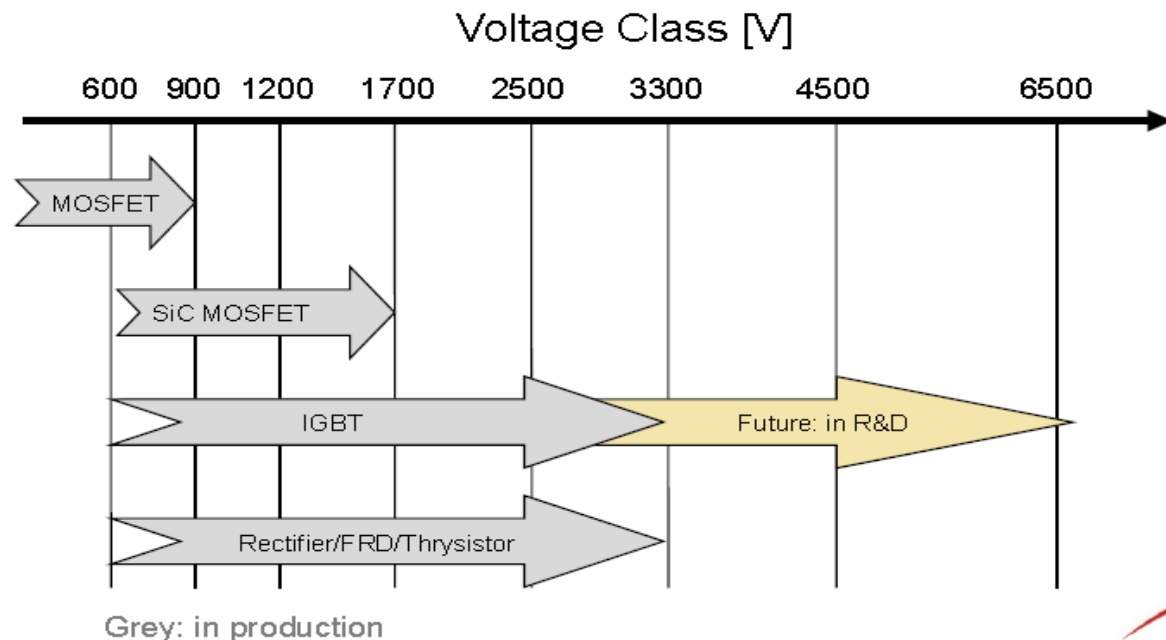 Voltage Class [V]
600 900 1200 1700 2500 3300 4500 6500
MOSFET
SiC MOSFET
IGBT Future: in R&D
Rectifier/FRD/Thrysistor
Grey: in production